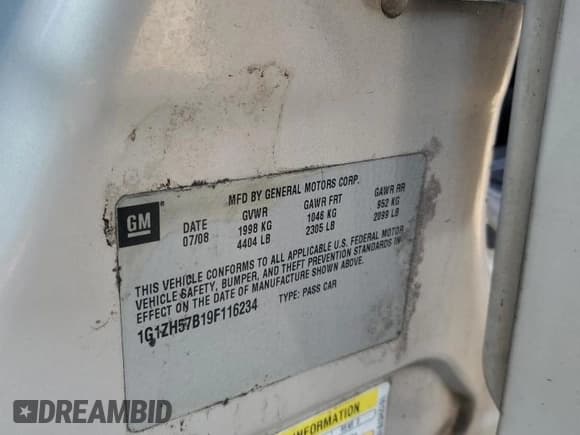 MFD BY GENERAL MOTORS CORP.
GM
DATE GVWR GAWR FRT GAWR RR
07/08 1998 KG 1046 KG 952 KG
4404 LB 2305 LB 2099 LB
THIS VEHICLE CONFORMS TO ALL APPLICABLE U.S. FEDERAL MOTOR
VEHICLE SAFETY, BUMPER, AND THEFT PREVENTION STANDARDS IN
EFFECT ON THE DATE OF MANUFACTURE SHOWN ABOVE.
1G1ZH57B19F116234 TYPE: PASS CAR
INFORMATION
DREAMBID